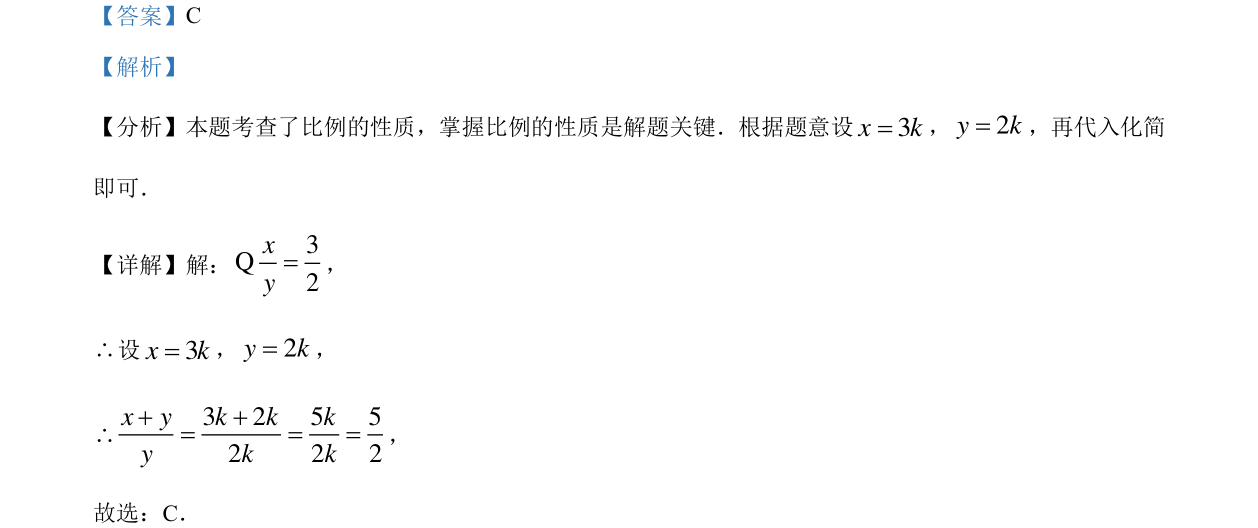 【答案】C
【解析】
【分析】本题考查了比例的性质，掌握比例的性质是解题关键．根据题意设 x = 3k ， y = 2k ，再代入化简
即可．
【详解】解：Q x/y = 3/2，
∴设 x = 3k ， y = 2k ，
∴ (x + y)/y = (3k + 2k)/2k = 5k/2k = 5/2，
故选：C．